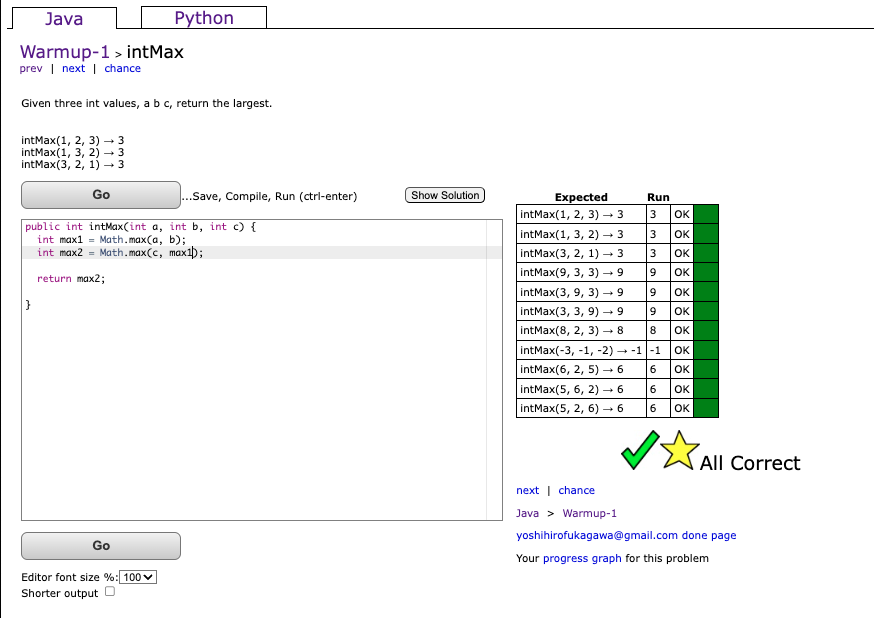 Java Python
Warmup-1 > intMax
prev | next | chance
Given three int values, a b c, return the largest.
intMax(1, 2, 3) → 3
intMax(1, 3, 2) → 3
intMax(3, 2, 1) → 3
Go ...Save, Compile, Run (ctrl-enter) Show Solution
public int intMax(int a, int b, int c) {
  int max1 = Math.max(a, b);
  int max2 = Math.max(c, max1);
  return max2;
}
Go
Editor font size %: 100
Shorter output
Expected Run
intMax(1, 2, 3) → 3 3 OK
intMax(1, 3, 2) → 3 3 OK
intMax(3, 2, 1) → 3 3 OK
intMax(9, 3, 3) → 9 9 OK
intMax(3, 9, 3) → 9 9 OK
intMax(3, 3, 9) → 9 9 OK
intMax(8, 2, 3) → 8 8 OK
intMax(-3, -1, -2) → -1 -1 OK
intMax(6, 2, 5) → 6 6 OK
intMax(5, 6, 2) → 6 6 OK
intMax(5, 2, 6) → 6 6 OK
All Correct
next | chance
Java > Warmup-1
yoshihirofukagawa@gmail.com done page
Your progress graph for this problem